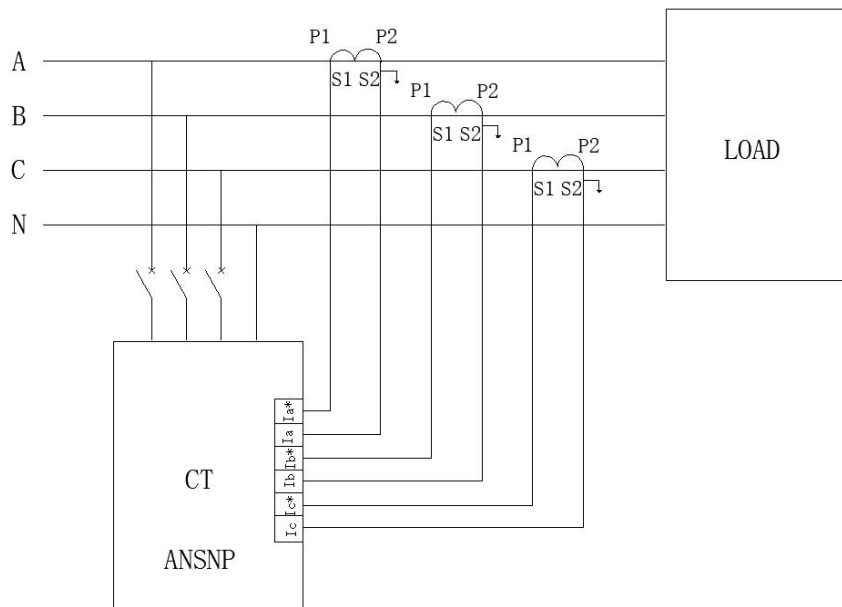 P1 P2
A
S1 S2
P1 P2
B
S1 S2
P1 P2
C
S1 S2
N
LOAD
Ia*
Ia
Ib*
Ib
Ic*
Ic
CT
ANSNP